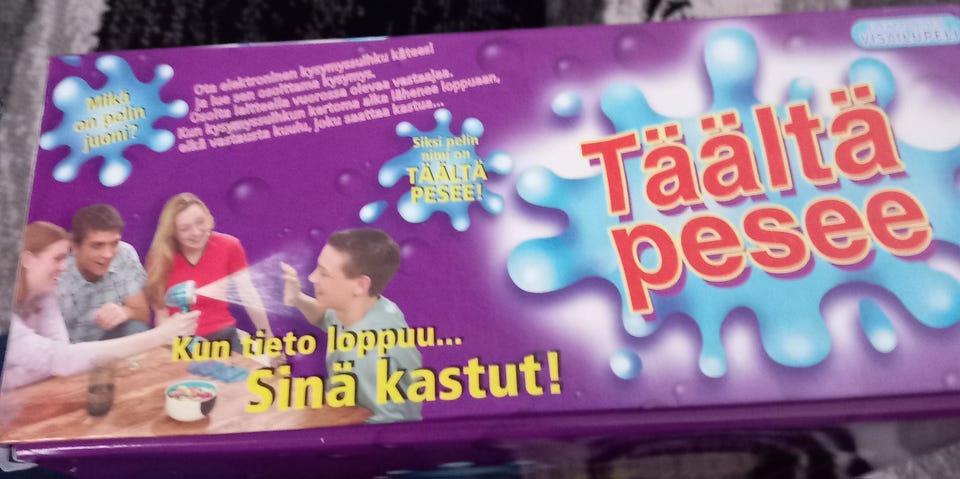 Mikä
on pelin
juoni?
Ota elektroninen kysymyssuihku käteesi
ja lue sen osoittama kysymys.
Osoita laitteella vuorossa olevaa vastaajaa.
Kun kysymyssuihkun kertoma aika lähenee loppuaan,
eikä vastausta kuulu, joku saattaa kastua...
Siksi pelin
nimi on
TÄÄLTÄ
PESEE!
VISAILUPELI
Täältä
pesee
Kun tieto loppuu...
Sinä kastut!